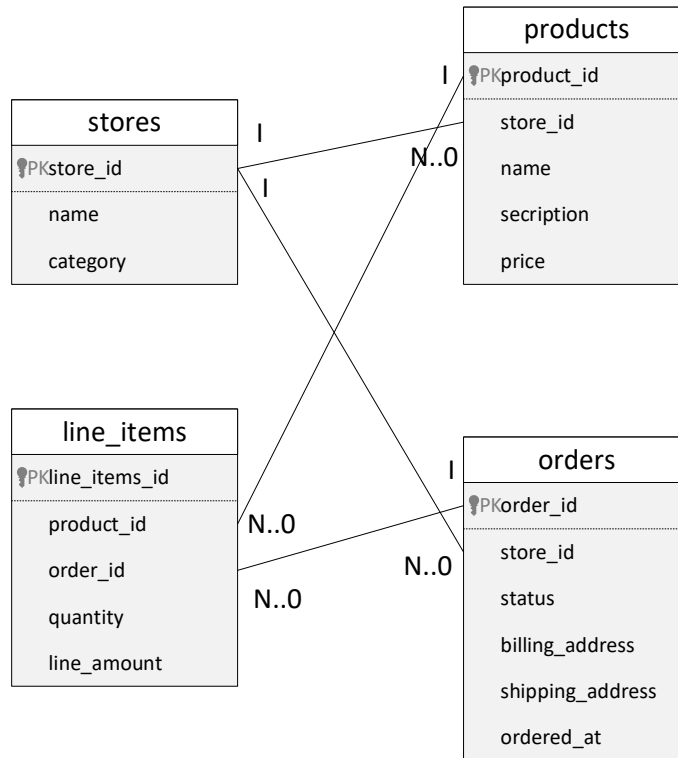 stores
PK store_id
name
category
I
I
products
PK product_id
store_id
name
secription
price
I
N..0
line_items
PK line_items_id
product_id
order_id
quantity
line_amount
N..0
N..0
orders
PK order_id
store_id
status
billing_address
shipping_address
ordered_at
I
N..0